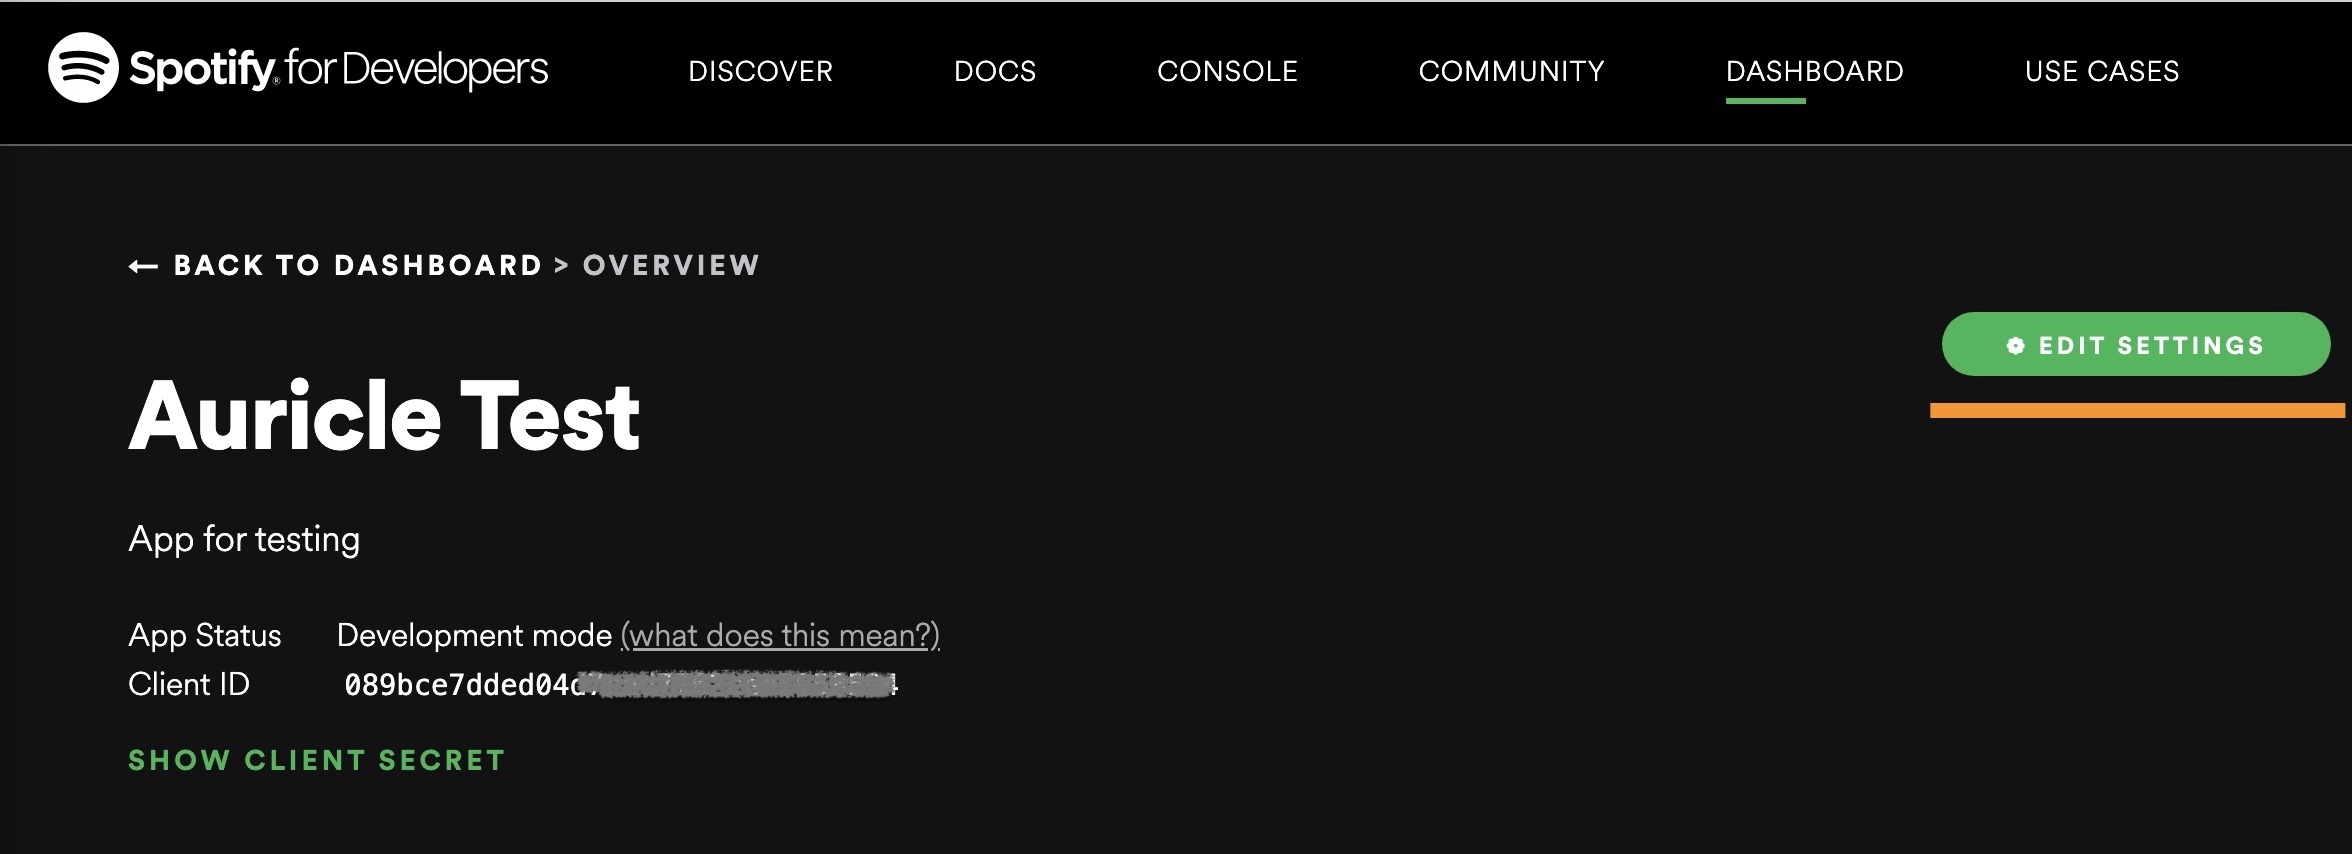 Spotify® for Developers DISCOVER DOCS CONSOLE COMMUNITY DASHBOARD USE CASES
← BACK TO DASHBOARD > OVERVIEW
EDIT SETTINGS
Auricle Test
App for testing
App Status Development mode (what does this mean?)
Client ID 089bce7dded04d
SHOW CLIENT SECRET